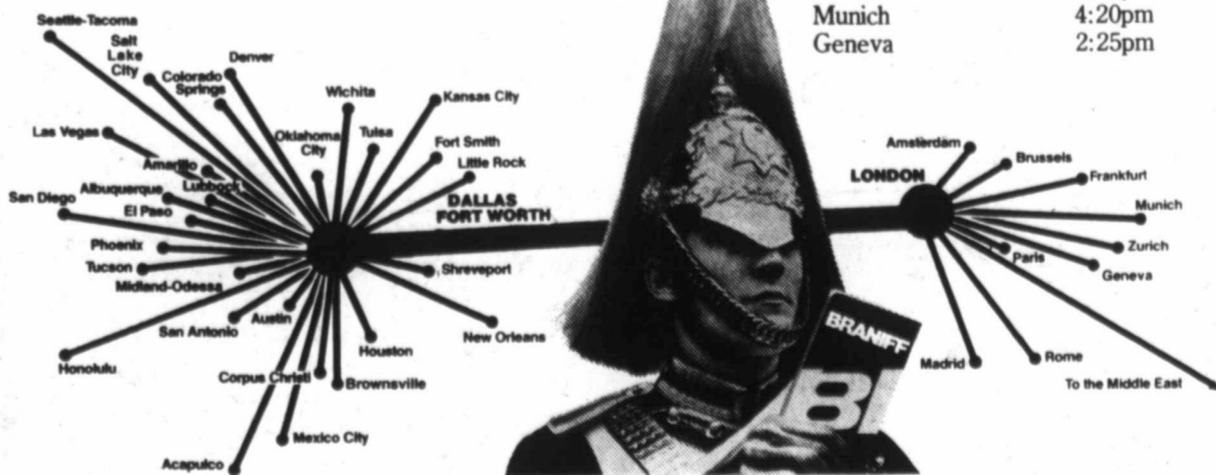 Munich 4:20pm
Geneva 2:25pm
Seattle-Tacoma
Salt
Lake
City
Denver
Colorado
Springs
Wichita
Kansas City
Las Vegas
Oklahoma
City
Tulsa
Fort Smith
Little Rock
Amarillo
Albuquerque
Lubbock
San Diego
El Paso
DALLAS
FORT WORTH
Phoenix
Tucson
Midland-Odessa
Shreveport
San Antonio
Austin
Houston
New Orleans
Honolulu
Corpus Christi
Brownsville
Mexico City
Acapulco
BRANIFF
BI
LONDON
Amsterdam
Brussels
Frankfurt
Munich
Zurich
Paris
Geneva
Madrid
Rome
To the Middle East